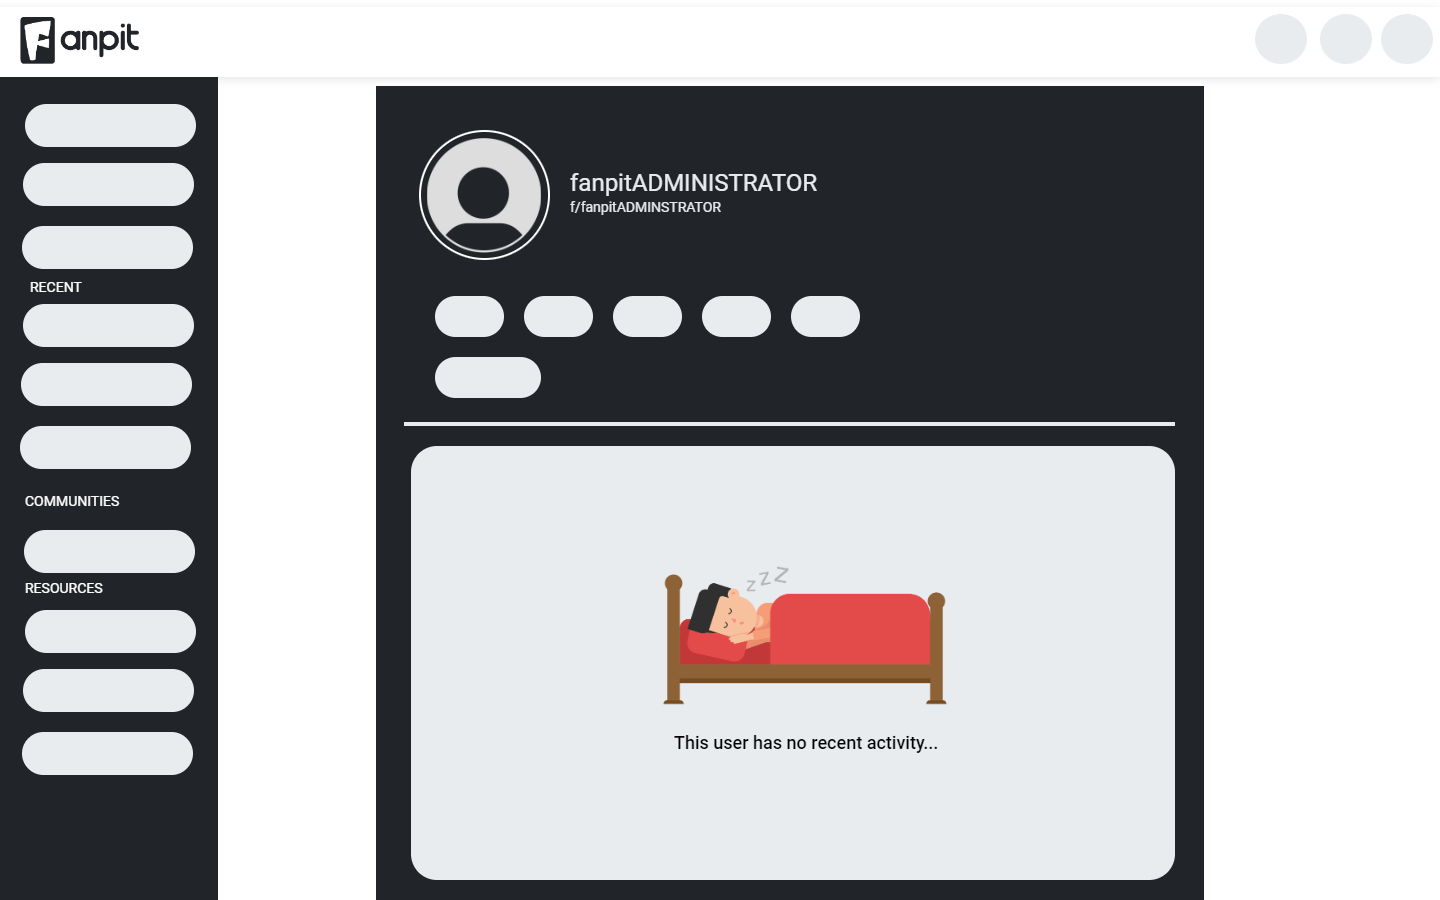 Fanpit
fanpitADMINISTRATOR
f/fanpitADMINSTRATOR
RECENT
COMMUNITIES
RESOURCES
z z Z
This user has no recent activity...